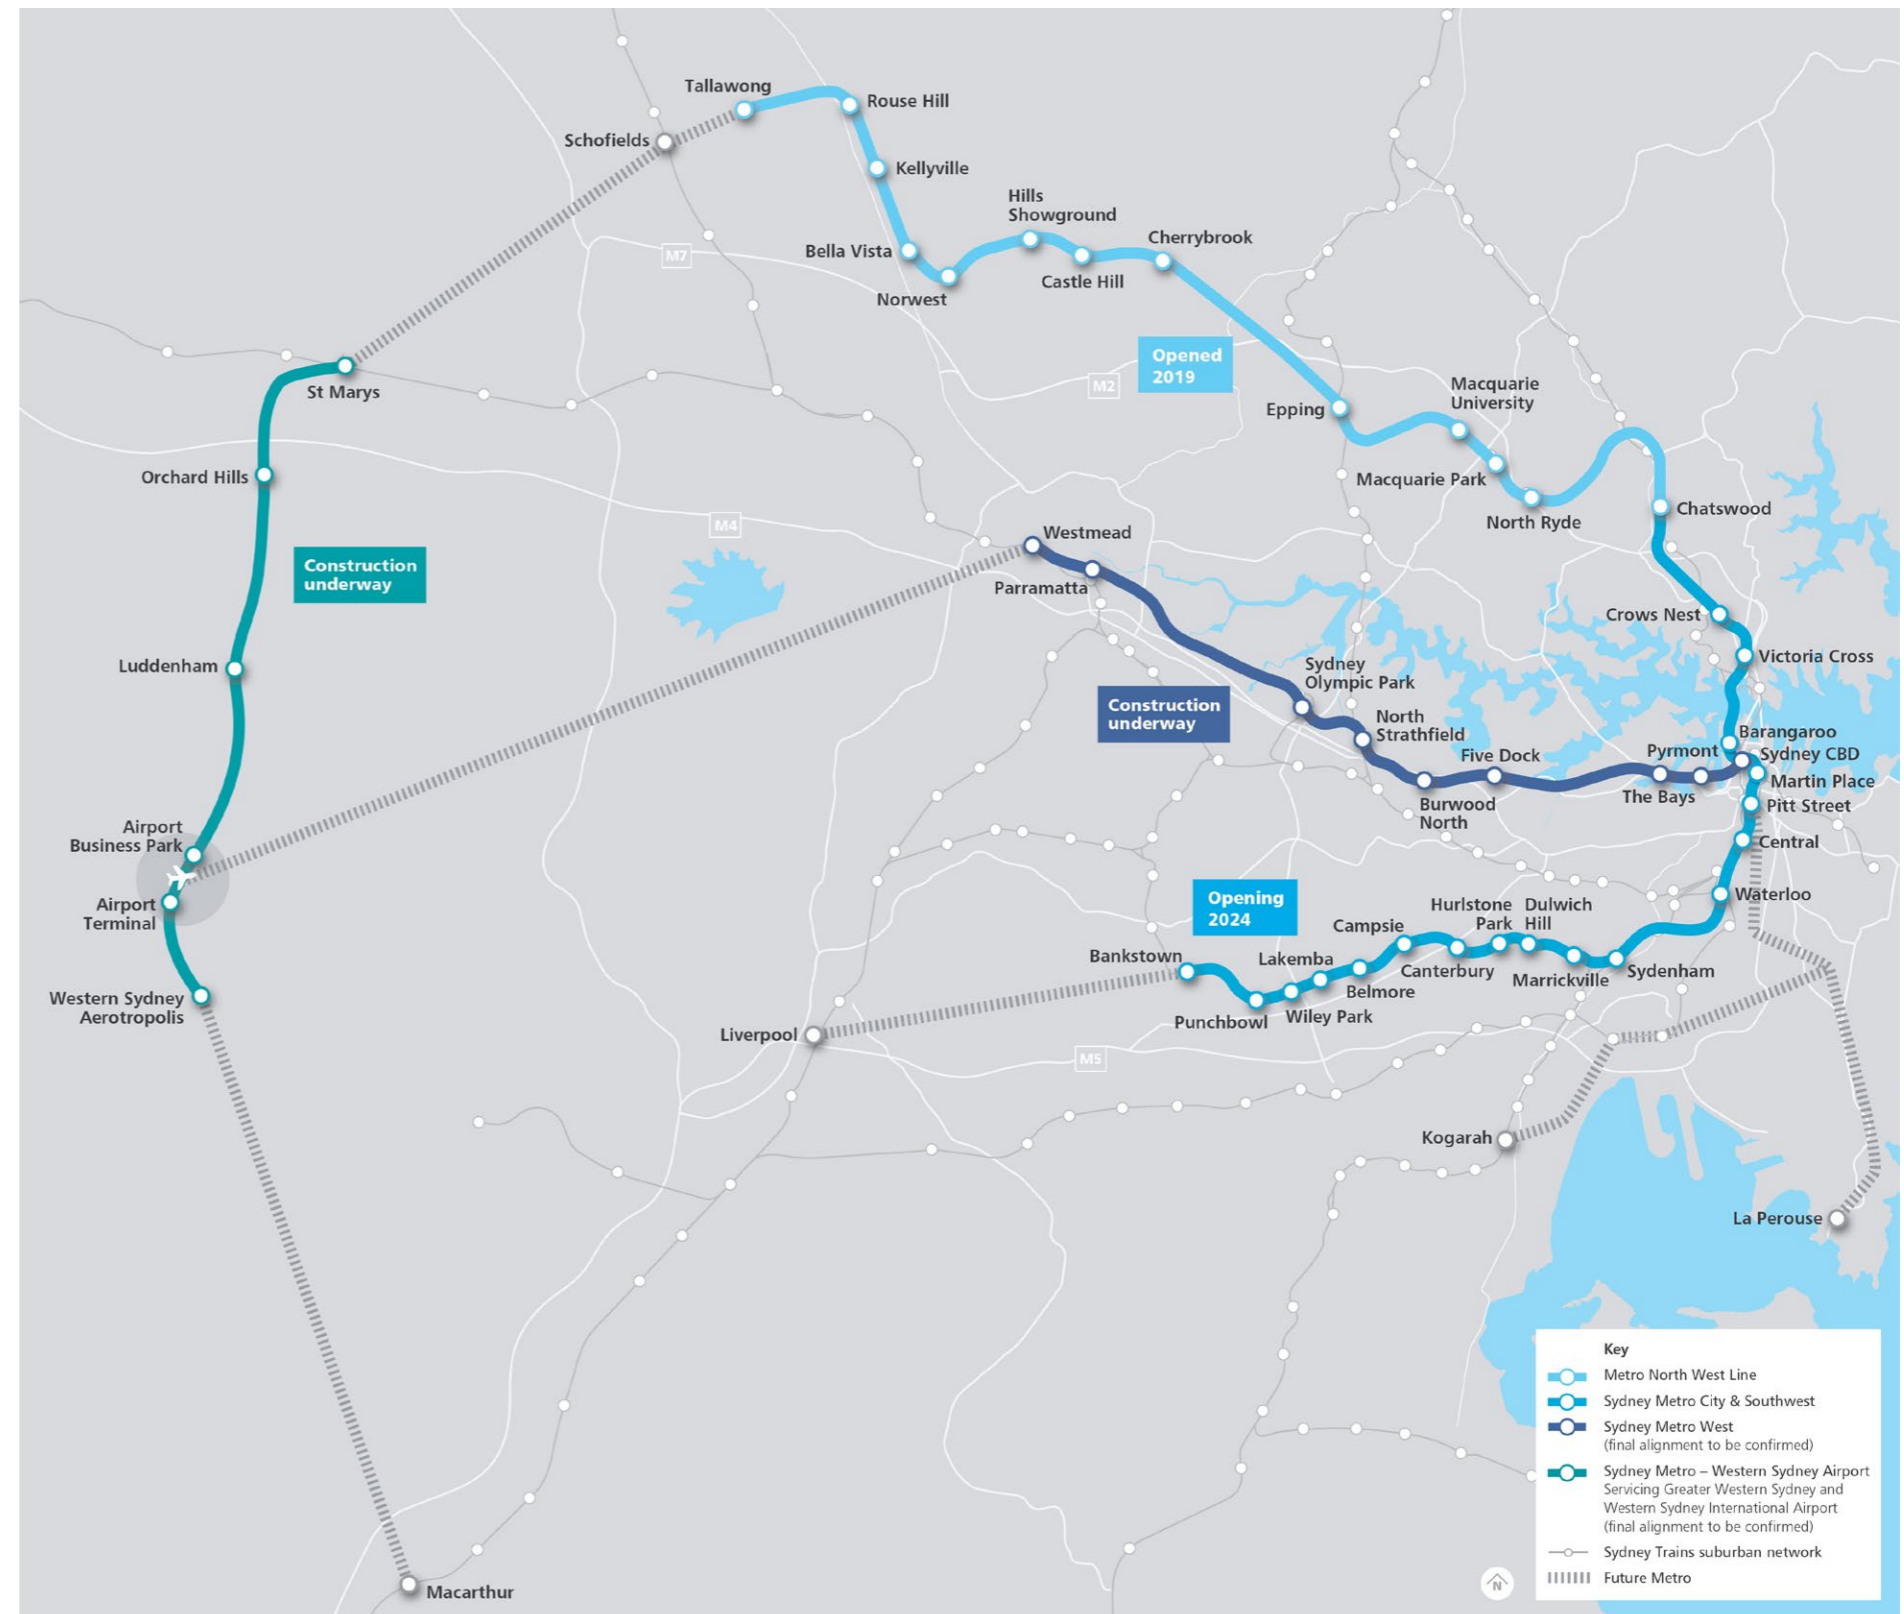 Tallawong
Rouse Hill
Schofields
Kellyville
Hills
Showground
Cherrybrook
Bella Vista
M7
Castle Hill
Norwest
Opened
2019
M2
Macquarie
University
St Marys
Epping
Orchard Hills
Macquarie Park
Chatswood
North Ryde
M4
Westmead
Construction
underway
Parramatta
Crows Nest
Victoria Cross
Luddenham
Sydney
Olympic Park
Construction
underway
North
Strathfield
Barangaroo
Pyrmont
Sydney CBD
Five Dock
Martin Place
The Bays
Burwood
North
Pitt Street
Airport
Business Park
Central
Airport
Terminal
Opening
2024
Waterloo
Hurlstone
Park
Dulwich
Hill
Campsie
Bankstown
Lakemba
Canterbury
Sydenham
Marrickville
Belmore
Western Sydney
Aerotropolis
Punchbowl
Wiley Park
Liverpool
M5
Kogarah
La Perouse
Macarthur
N
Key
Metro North West Line
Sydney Metro City & Southwest
Sydney Metro West
(final alignment to be confirmed)
Sydney Metro – Western Sydney Airport
Servicing Greater Western Sydney and
Western Sydney International Airport
(final alignment to be confirmed)
Sydney Trains suburban network
Future Metro